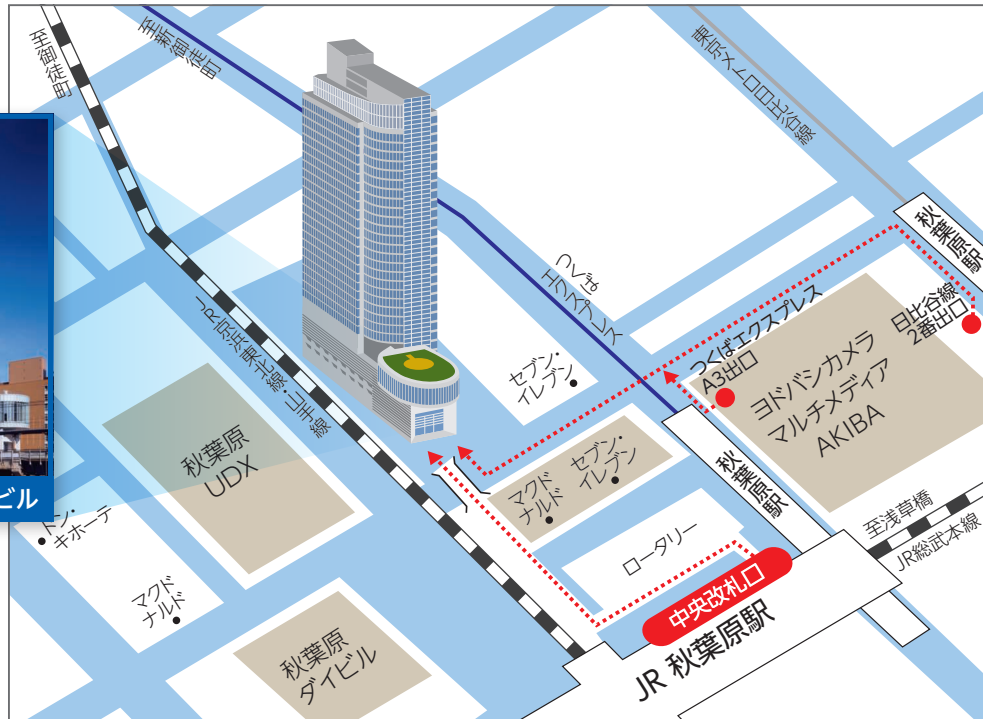 至御徒町
至新御徒町
東京メトロ日比谷線
秋葉原駅
つくば
エクスプレス
JR京浜東北線・山手線
つくばエクスプレス
A3出口
日比谷線
2番出口
ヨドバシカメラ
マルチメディア
AKIBA
セブン-
イレブン
秋葉原
UDX
セブン-
イレブン
マクド
ナルド
秋葉原駅
至浅草橋
JR総武本線
ビル
ドン・
キホーテ
ロータリー
マクド
ナルド
中央改札口
JR 秋葉原駅
秋葉原
ダイビル